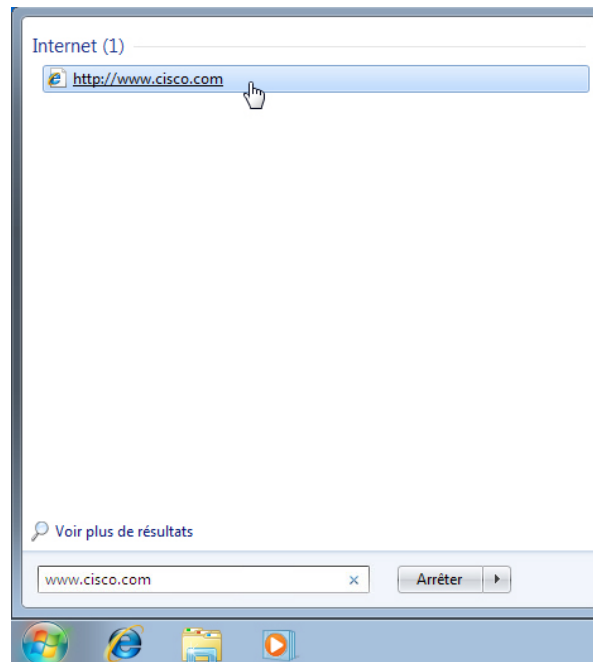 Internet (1)
http://www.cisco.com
Voir plus de résultats
www.cisco.com
Arrêter